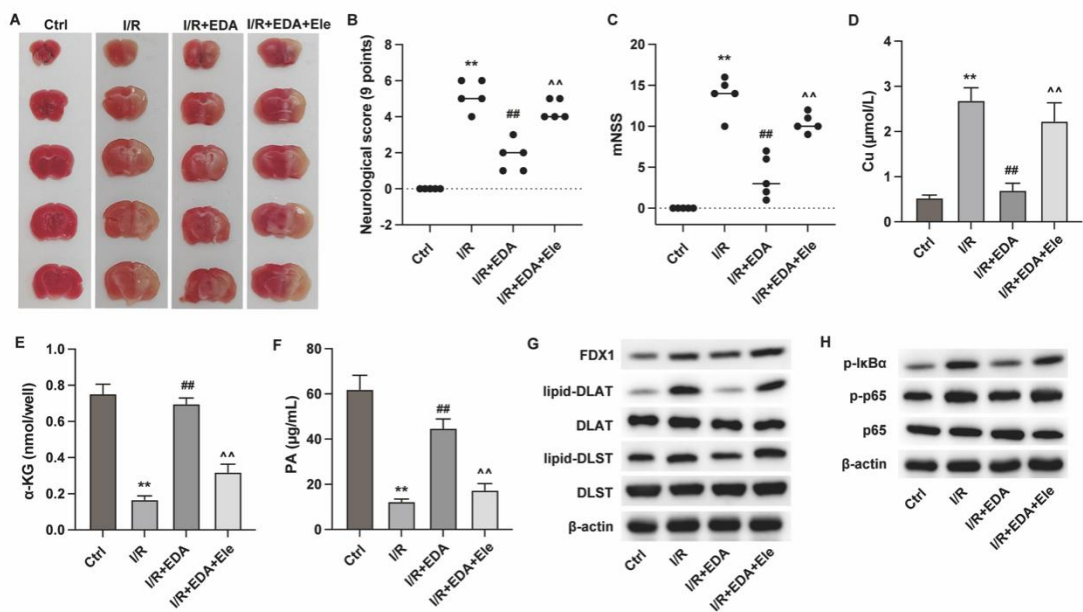 A
Ctrl
I/R
I/R+EDA
I/R+EDA+Ele
B
Neurological score (9 points)
8
6
4
2
0
-2
**
##
^^
Ctrl
I/R
I/R+EDA
I/R+EDA+Ele
C
mNSS
20
15
10
5
0
**
##
^^
Ctrl
I/R
I/R+EDA
I/R+EDA+Ele
D
Cu (μmol/L)
4
3
2
1
0
**
##
^^
Ctrl
I/R
I/R+EDA
I/R+EDA+Ele
E
α-KG (nmol/well)
1.0
0.8
0.6
0.4
0.2
0.0
**
##
^^
Ctrl
I/R
I/R+EDA
I/R+EDA+Ele
F
PA (μg/mL)
80
60
40
20
0
**
##
^^
Ctrl
I/R
I/R+EDA
I/R+EDA+Ele
G
FDX1
lipid-DLAT
DLAT
lipid-DLST
DLST
β-actin
Ctrl
I/R
I/R+EDA
I/R+EDA+Ele
H
p-IκBα
p-p65
p65
β-actin
Ctrl
I/R
I/R+EDA
I/R+EDA+Ele